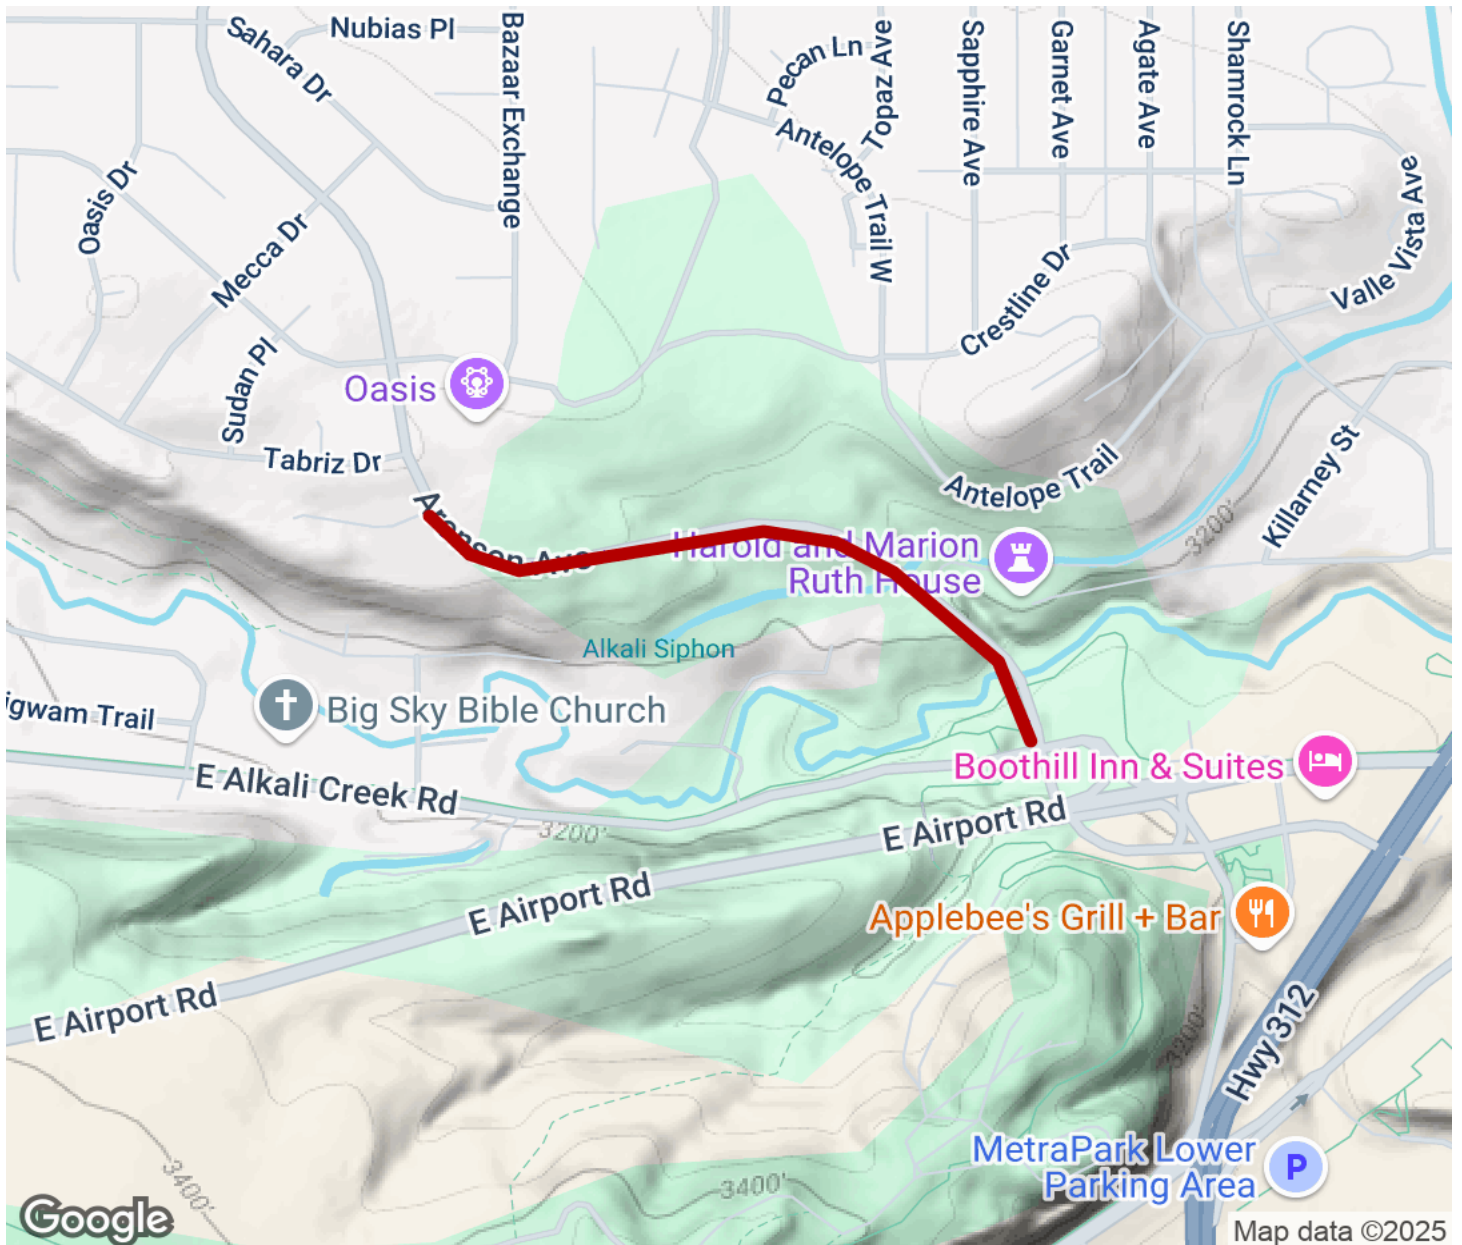 Nubias Pl
Sahara Dr
Bazaar Exchange
Pecan Ln
Topaz Ave
Sapphire Ave
Garnet Ave
Agate Ave
Shamrock Ln
Antelope Trail W
Valle Vista Ave
Oasis Dr
Mecca Dr
Crestline Dr
Sudan Pl
Oasis
Tabriz Dr
Antelope Trail
Killarney St
3200'
Aronson Ave
Harold and Marion
Ruth House
Alkali Siphon
igwam Trail
Big Sky Bible Church
E Alkali Creek Rd
Boothill Inn & Suites
3200'
E Airport Rd
E Airport Rd
Applebee's Grill + Bar
E Airport Rd
3200'
Hwy 312
MetraPark Lower
Parking Area
P
3400'
3400'
Google
Map data ©2025